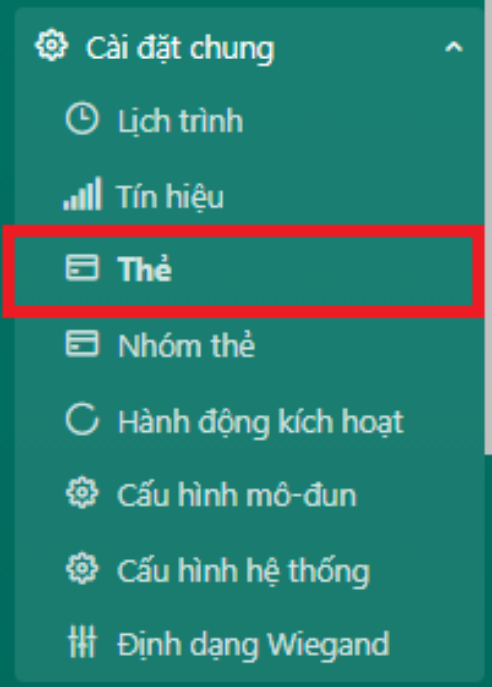 Cài đặt chung
Lịch trình
Tín hiệu
Thẻ
Nhóm thẻ
Hành động kích hoạt
Cấu hình mô-đun
Cấu hình hệ thống
Định dạng Wiegand